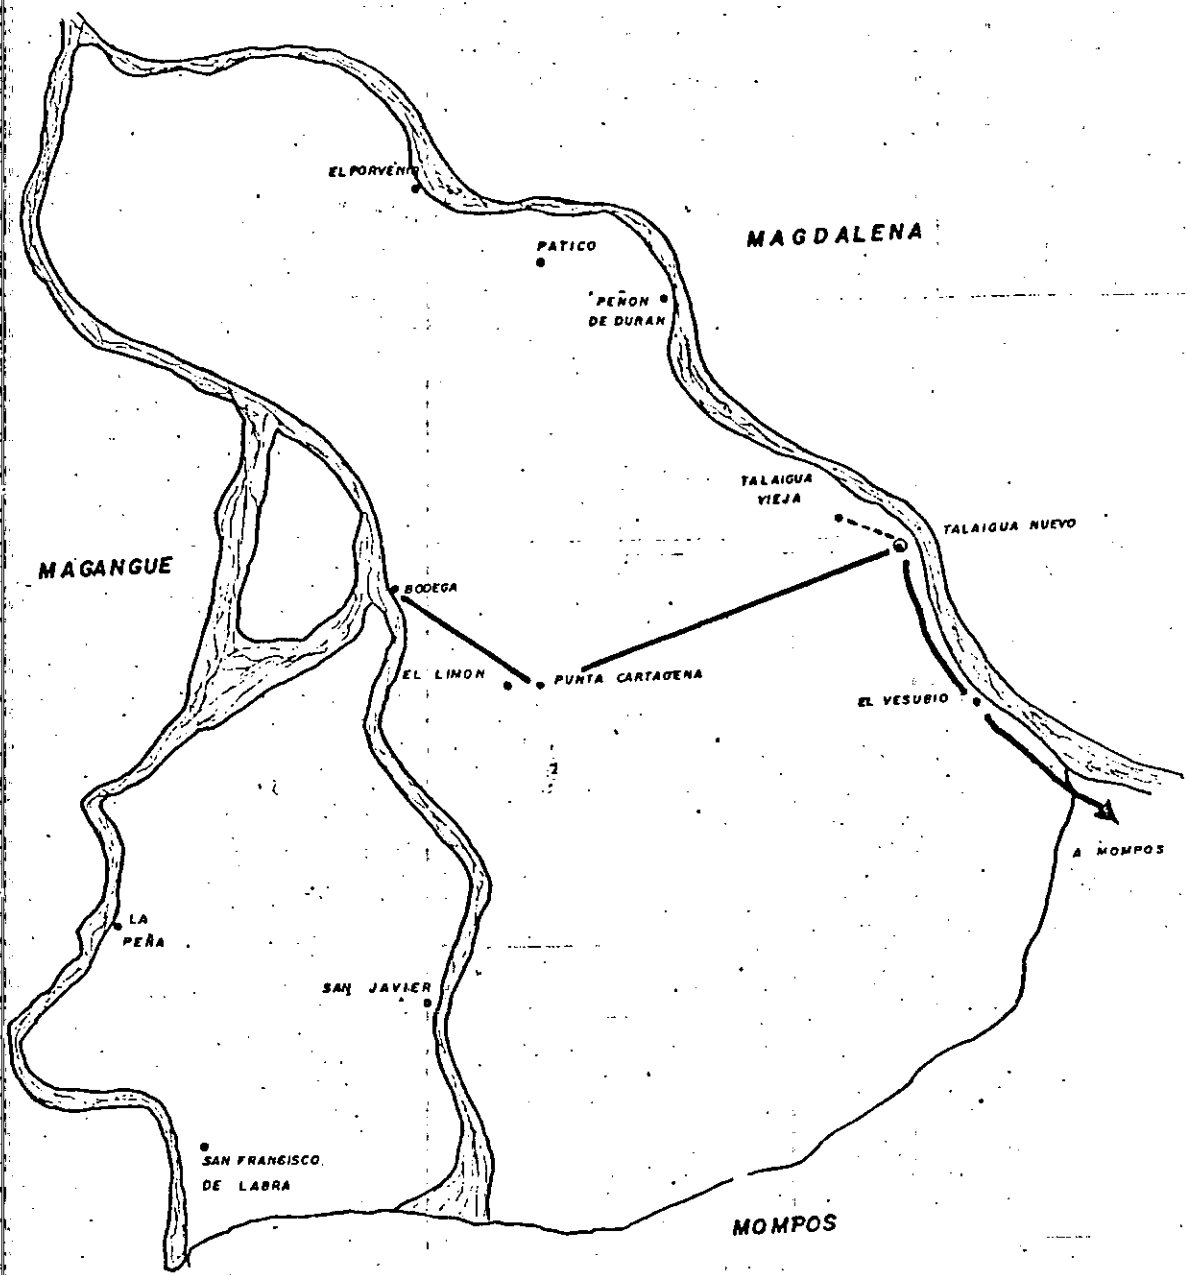 EL PORVENIR
MAGDALENA
PATICO
PEÑON
DE DURAN
TALAIGUA
VIEJA
TALAIGUA NUEVO
MAGANGUE
BODEGA
EL LIMON
PUNTA CARTAGENA
EL VESUBIO
A MOMPOS
LA
PEÑA
SAN JAVIER
SAN FRANCISCO
DE LABRA
MOMPOS